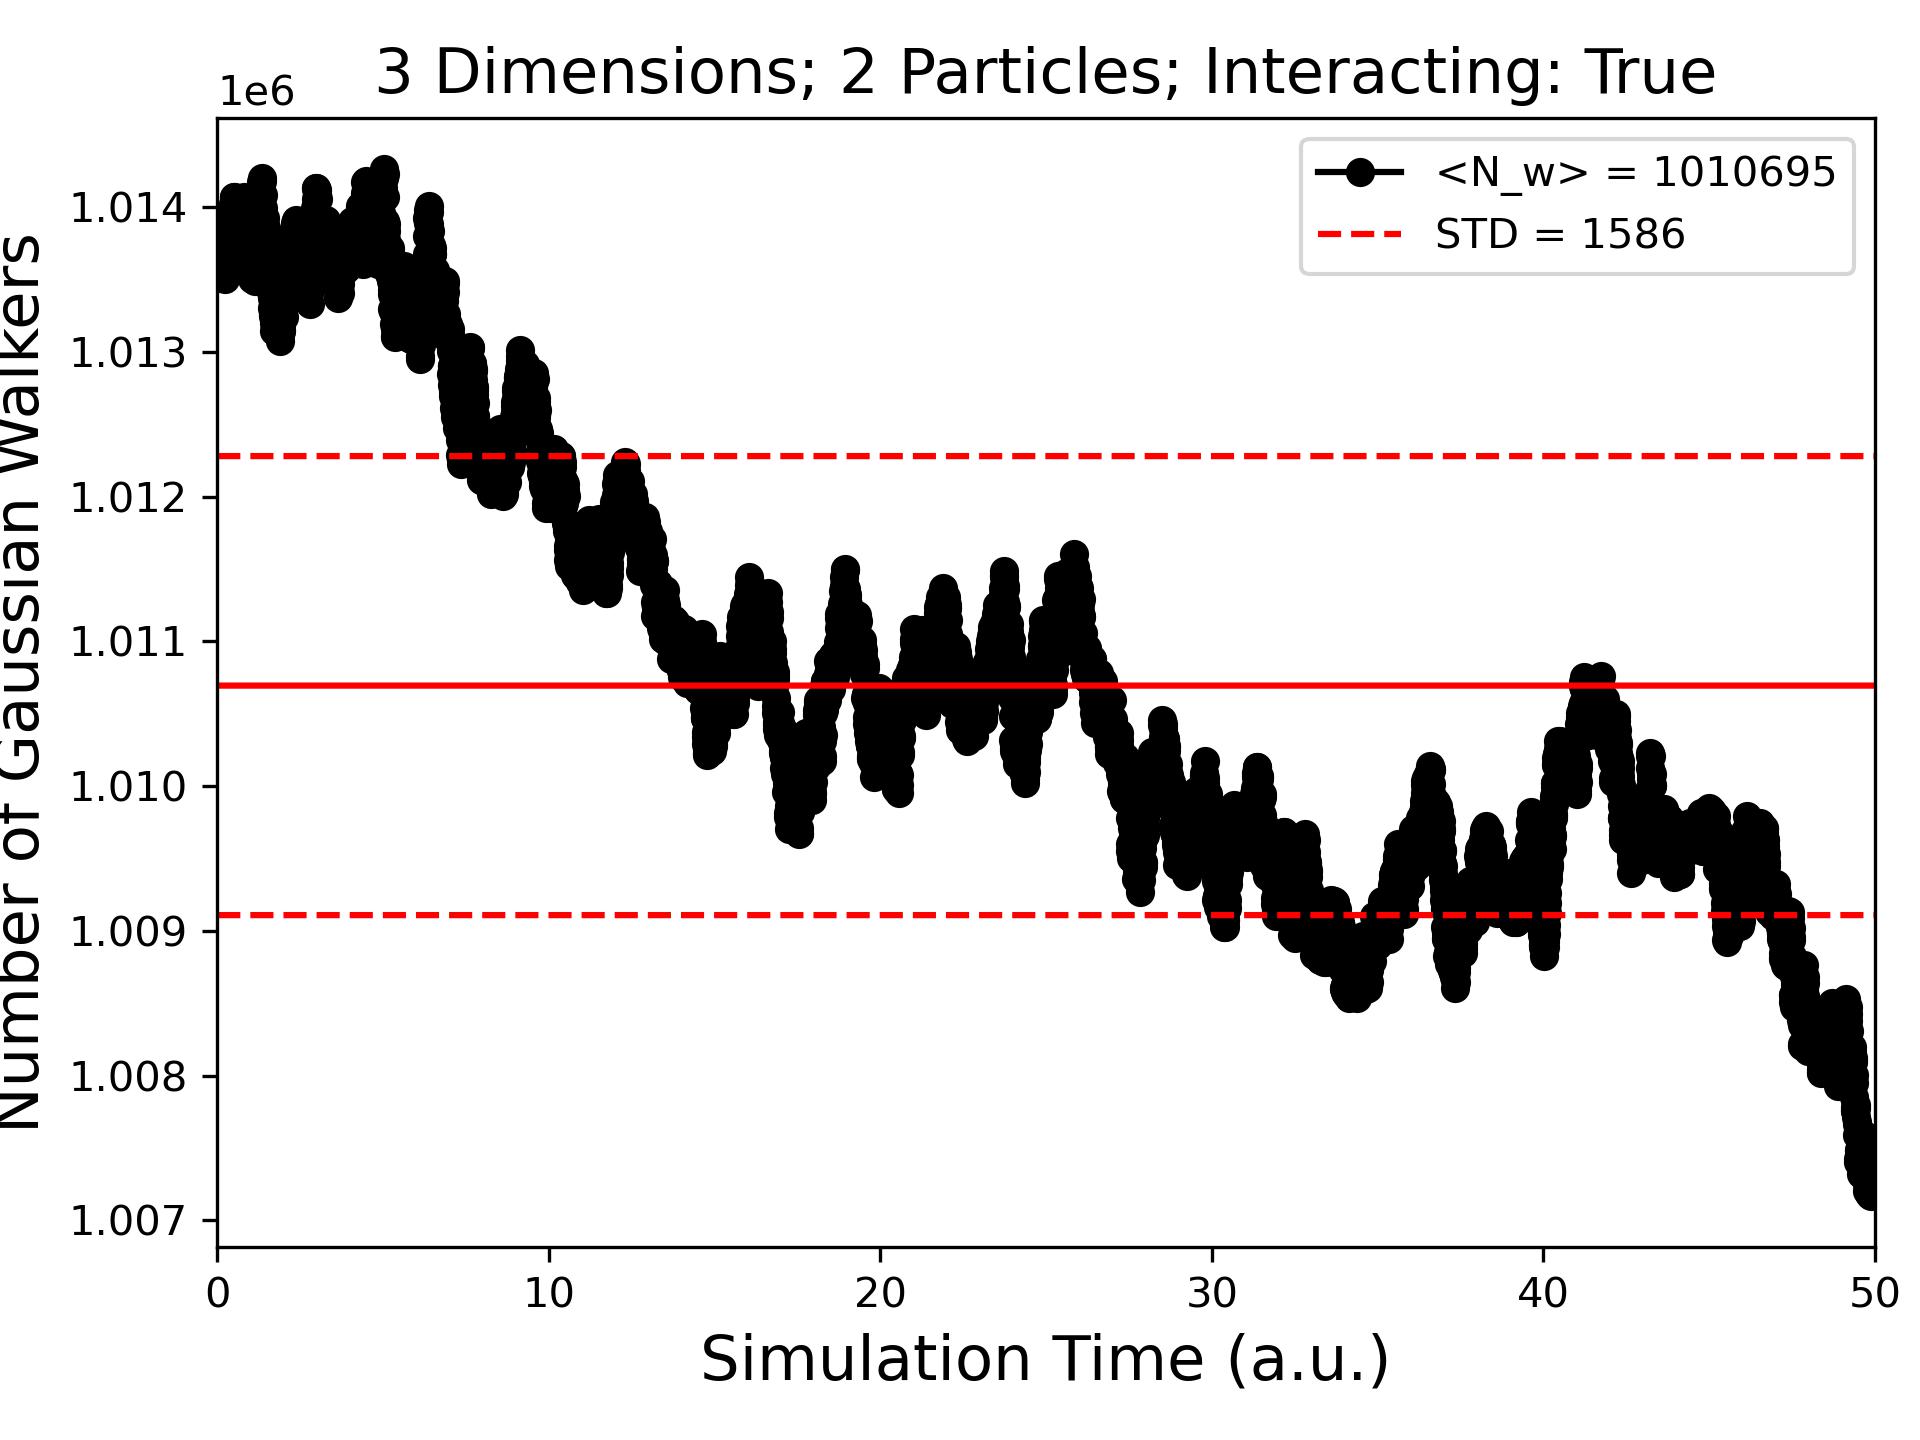 3 Dimensions; 2 Particles; Interacting: True
1e6
<N_w> = 1010695
STD = 1586
Number of Gaussian Walkers
1.014
1.013
1.012
1.011
1.010
1.009
1.008
1.007
0 10 20 30 40 50
Simulation Time (a.u.)